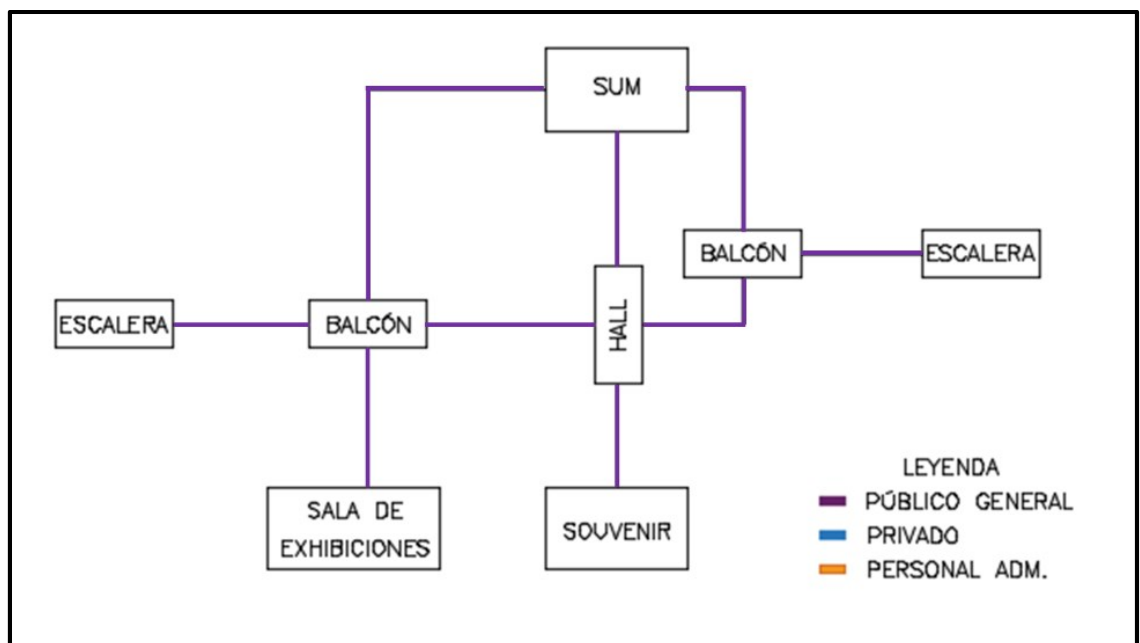 SUM
BALCÓN
ESCALERA
ESCALERA
BALCÓN
HALL
SALA DE
EXHIBICIONES
SOUVENIR
LEYENDA
PÚBLICO GENERAL
PRIVADO
PERSONAL ADM.